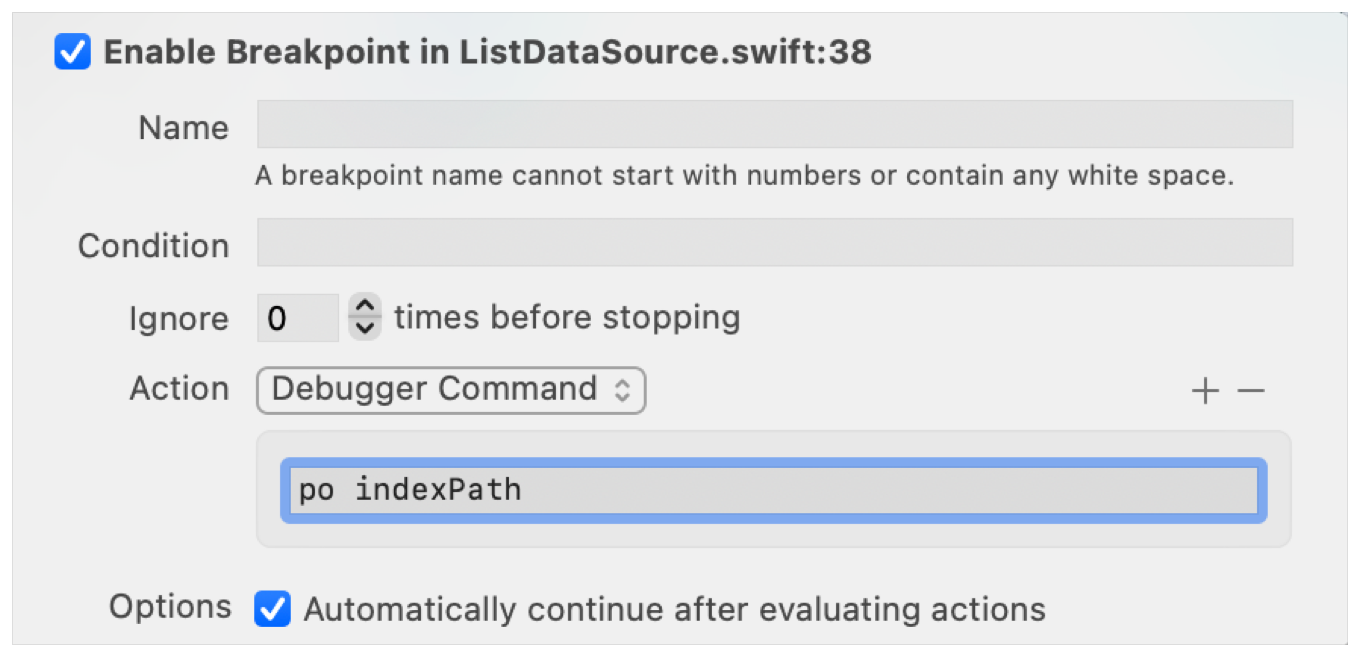 Enable Breakpoint in ListDataSource.swift:38
Name
A breakpoint name cannot start with numbers or contain any white space.
Condition
Ignore 0 times before stopping
Action Debugger Command
po indexPath
Options Automatically continue after evaluating actions